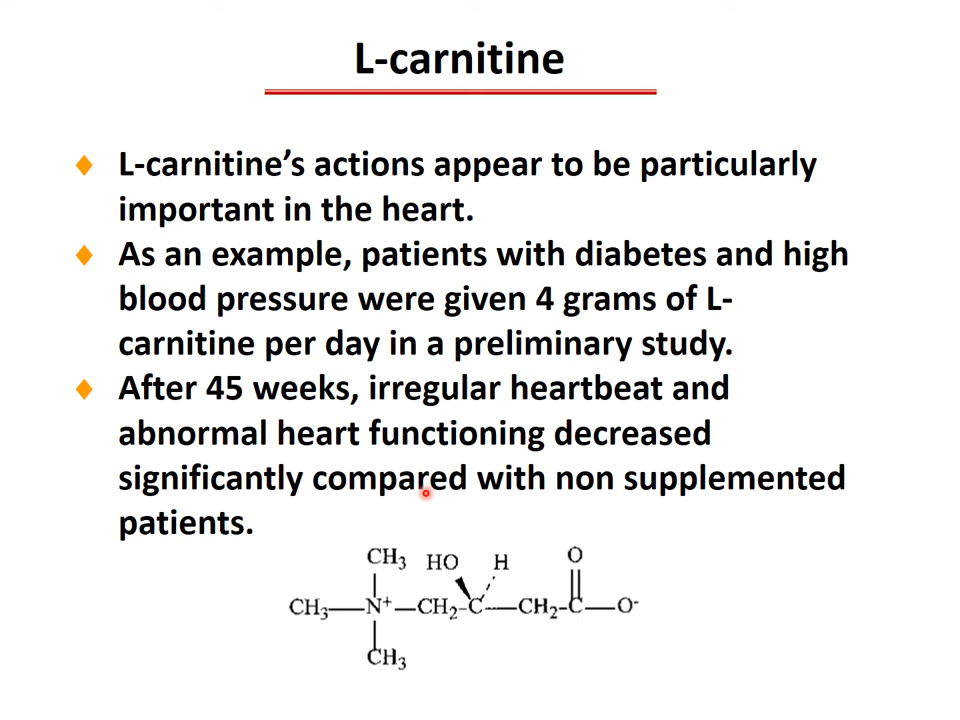 L-carnitine
L-carnitine’s actions appear to be particularly
important in the heart.
As an example, patients with diabetes and high
blood pressure were given 4 grams of L-
carnitine per day in a preliminary study.
After 45 weeks, irregular heartbeat and
abnormal heart functioning decreased
significantly compared with non supplemented
patients.
CH3 HO H O
CH3—N+—CH2-C—CH2-C—O-
CH3